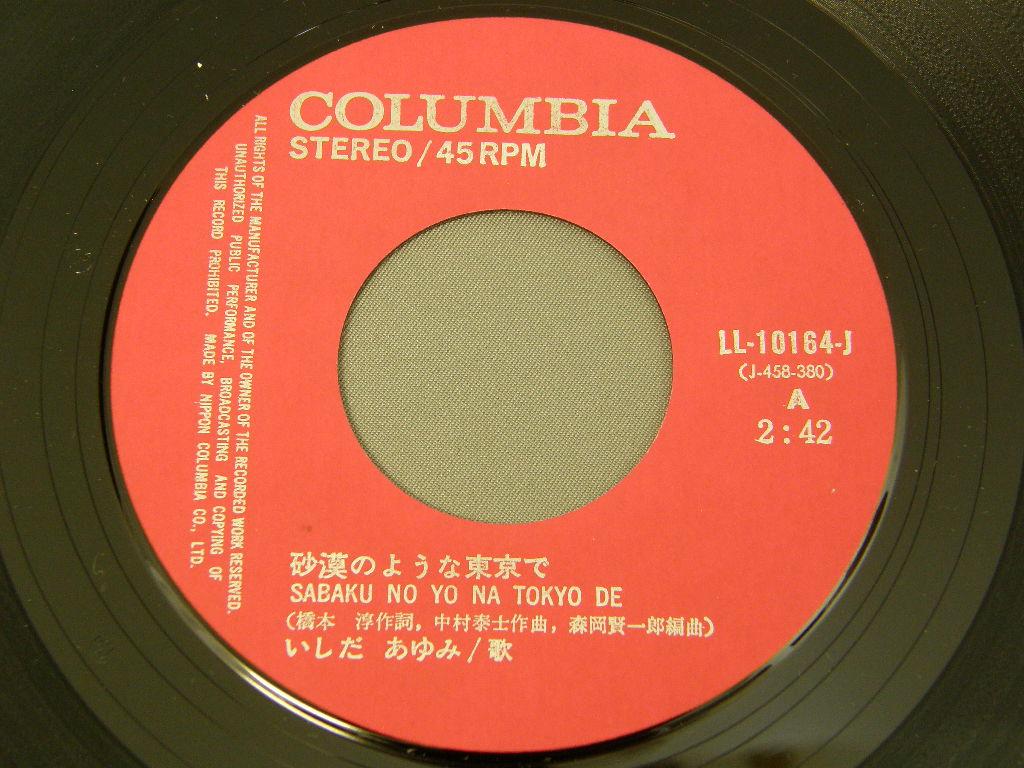 COLUMBIA
STEREO/45RPM
ALL RIGHTS OF THE MANUFACTURER AND OF THE OWNER OF THE RECORDED WORK RESERVED.
UNAUTHORIZED PUBLIC PERFORMANCE, BROADCASTING AND COPYING OF
THIS RECORD PROHIBITED. MADE BY NIPPON COLUMBIA CO., LTD.
LL-10164-J
(J-458-380)
A
2:42
砂漠のような東京で
SABAKU NO YO NA TOKYO DE
(橋本 淳作詞, 中村泰士作曲, 森岡賢一郎編曲)
いしだ あゆみ/歌